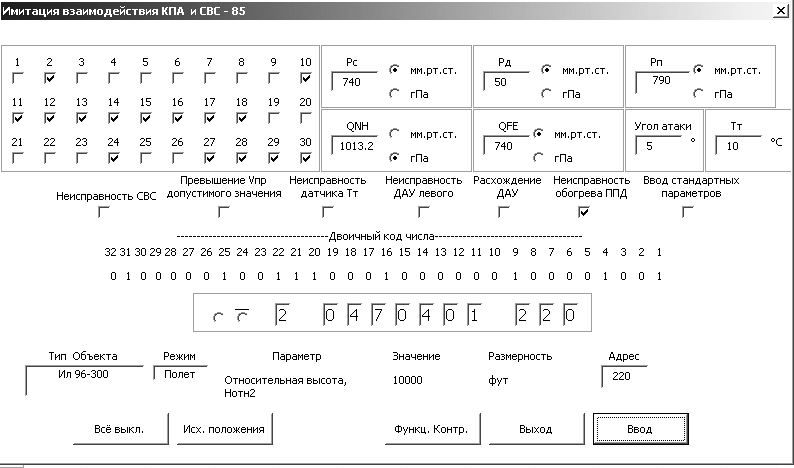 Имитация взаимодействия КПА и СВС - 85
1 2 3 4 5 6 7 8 9 10
11 12 13 14 15 16 17 18 19 20
21 22 23 24 25 26 27 28 29 30
Рс
740
мм.рт.ст.
гПа
Рд
50
мм.рт.ст.
гПа
Рп
790
мм.рт.ст.
гПа
QNH
1013.2
мм.рт.ст.
гПа
QFE
740
мм.рт.ст.
гПа
Угол атаки
5 °
Тт
10 °С
Неисправность СВС
Превышение Vпр
допустимого значения
Неисправность
датчика Тт
Неисправность
ДАУ левого
Расхождение
ДАУ
Неисправность
обогрева ППД
Ввод стандартных
параметров
Двоичный код числа
32 31 30 29 28 27 26 25 24 23 22 21 20 19 18 17 16 15 14 13 12 11 10 9 8 7 6 5 4 3 2 1
0 1 0 0 0 0 1 0 0 1 1 1 0 0 0 1 0 0 0 0 0 0 0 1 0 0 0 0 1 0 0 1
2 0 4 7 0 4 0 1 2 2 0
Тип Объекта Режим Параметр Значение Размерность Адрес
Ил 96-300 Полет Относительная высота, 10000 фут 220
Нотн2
Всё выкл. Исх. положения Функц. Контр. Выход Ввод